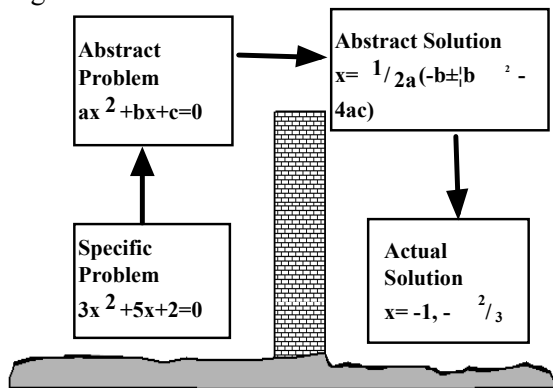 Abstract
Problem
ax ² +bx+c=0
Abstract Solution
x= ¹/₂ₐ(-b±¦b ² -
4ac)
Specific
Problem
3x ² +5x+2=0
Actual
Solution
x= -1, - ²/₃